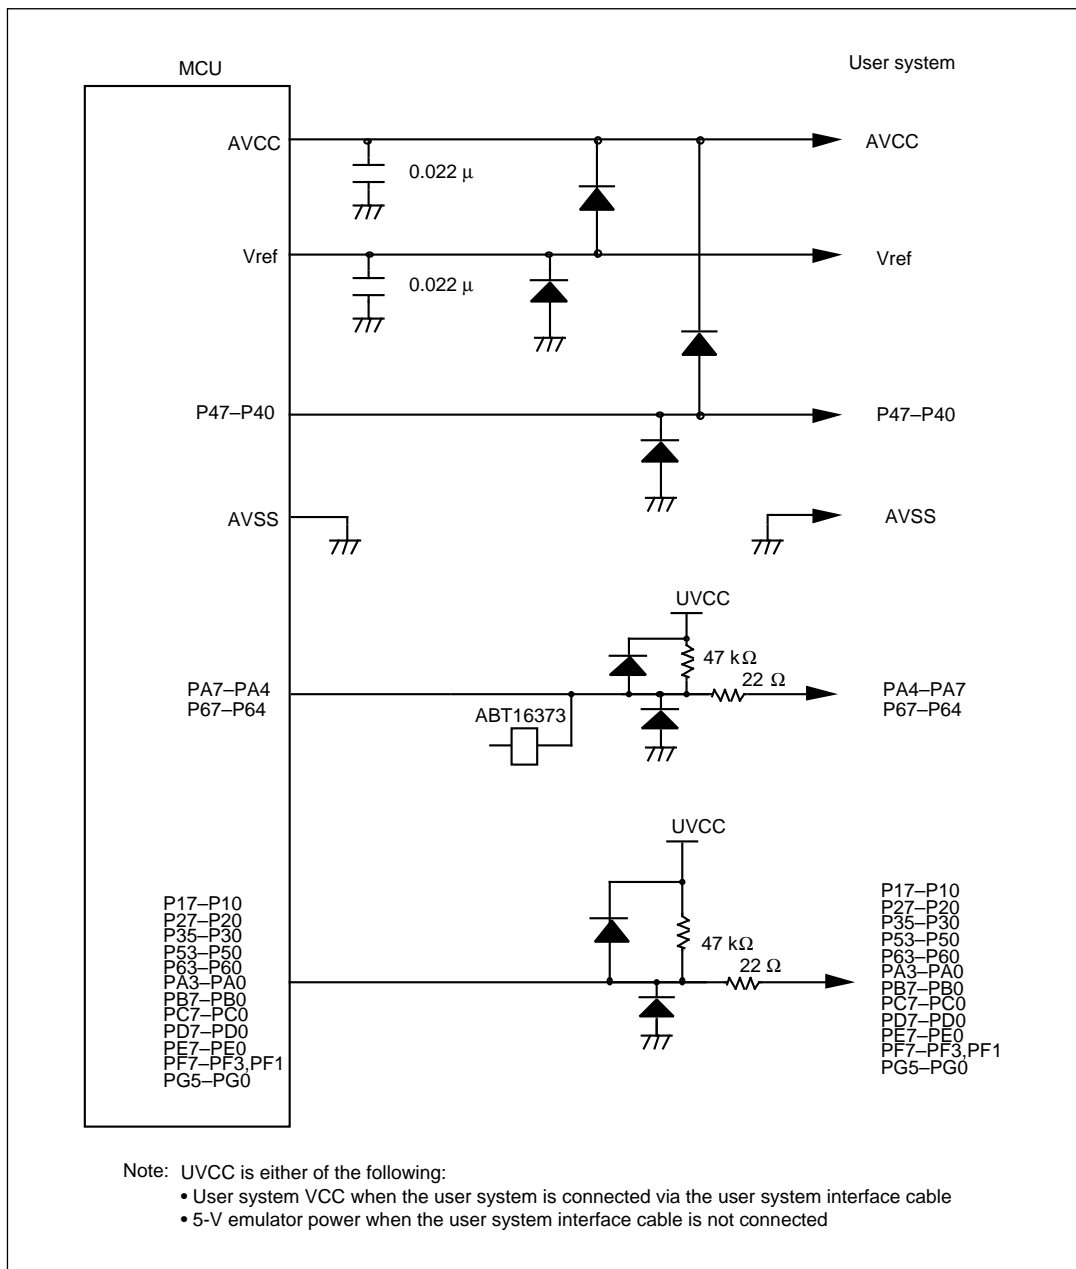 MCU
User system
AVCC
AVCC
0.022 μ
Vref
Vref
0.022 μ
P47–P40
P47–P40
AVSS
AVSS
UVCC
47 kΩ
22 Ω
PA7–PA4
P67–P64
PA4–PA7
P67–P64
ABT16373
UVCC
47 kΩ
22 Ω
P17–P10
P27–P20
P35–P30
P53–P50
P63–P60
PA3–PA0
PB7–PB0
PC7–PC0
PD7–PD0
PE7–PE0
PF7–PF3,PF1
PG5–PG0
P17–P10
P27–P20
P35–P30
P53–P50
P63–P60
PA3–PA0
PB7–PB0
PC7–PC0
PD7–PD0
PE7–PE0
PF7–PF3,PF1
PG5–PG0
Note: UVCC is either of the following:
• User system VCC when the user system is connected via the user system interface cable
• 5-V emulator power when the user system interface cable is not connected